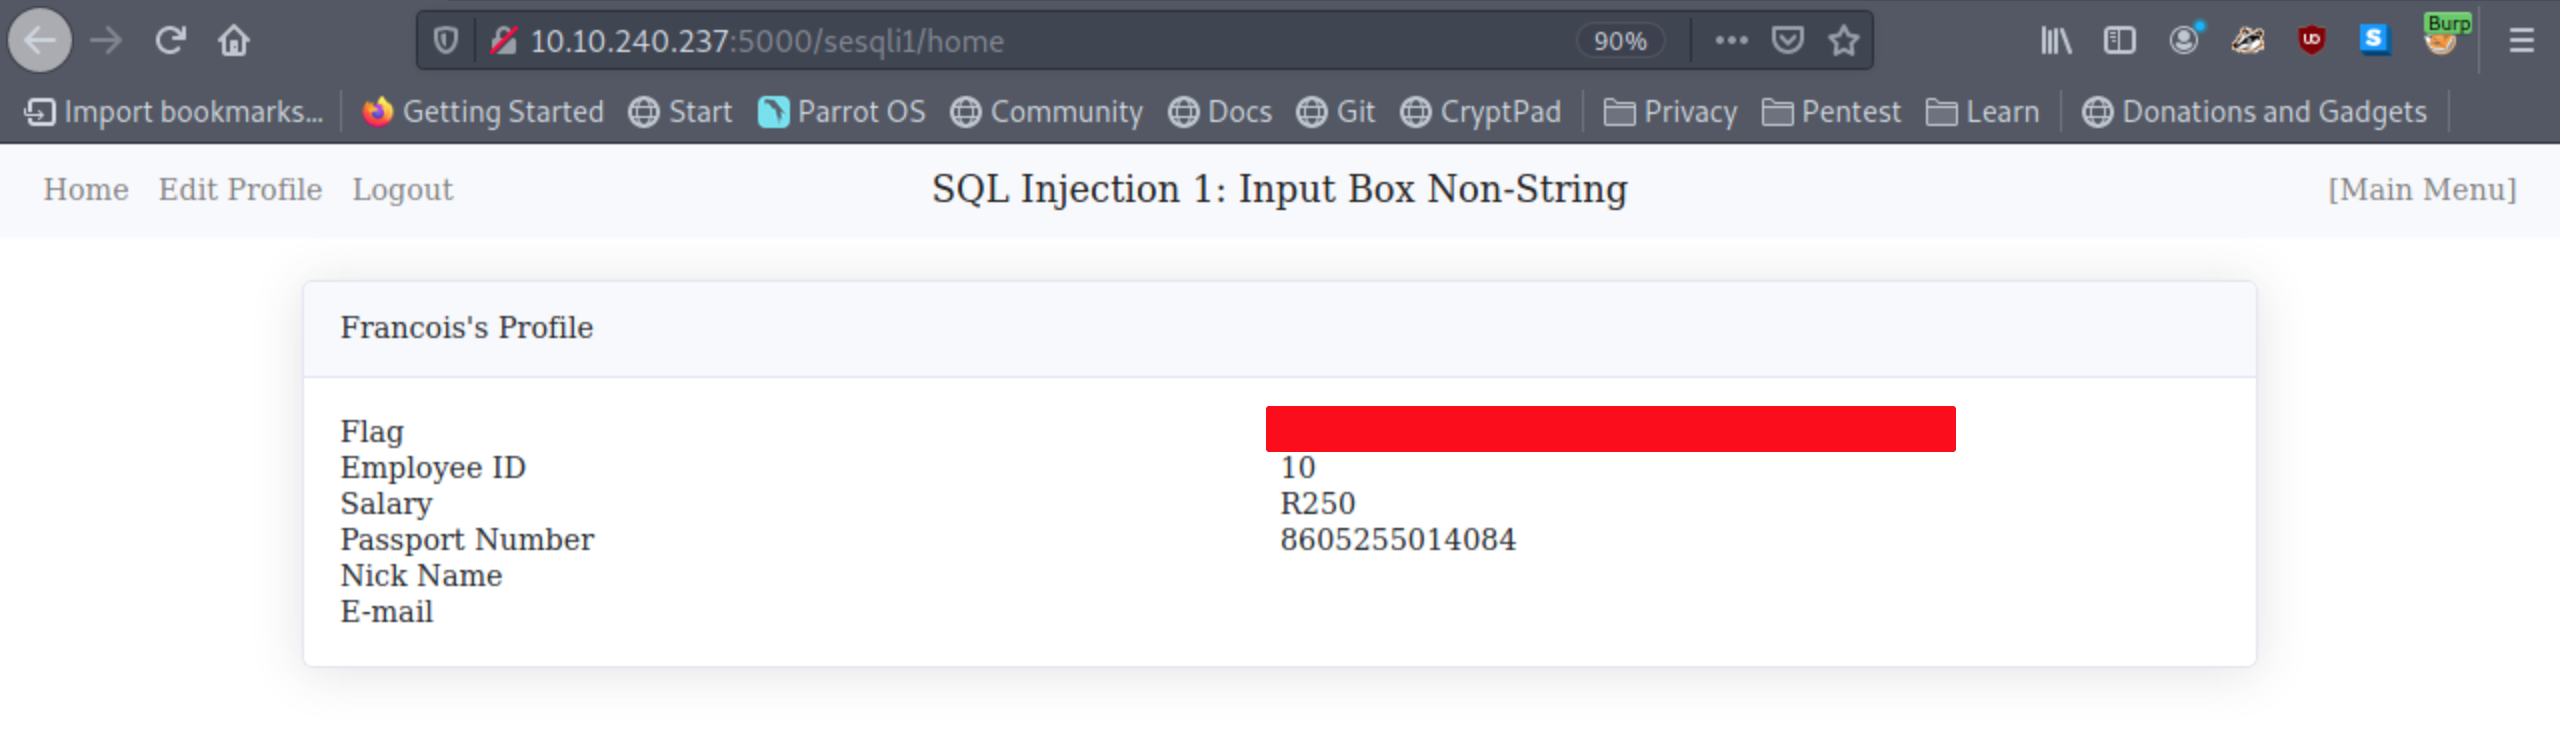 Burp
10.10.240.237:5000/sesqli1/home 90%
Import bookmarks... Getting Started Start Parrot OS Community Docs Git CryptPad Privacy Pentest Learn Donations and Gadgets
Home Edit Profile Logout SQL Injection 1: Input Box Non-String [Main Menu]
Francois's Profile
Flag
Employee ID 10
Salary R250
Passport Number 8605255014084
Nick Name
E-mail